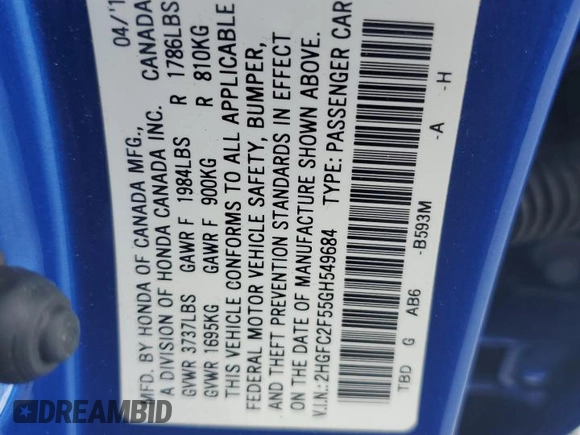 MFD. BY HONDA OF CANADA MFG., 04/1
A DIVISION OF HONDA CANADA INC. CANADA
GVWR 3737LBS GAWR F 1984LBS R 1786LBS
GVWR 1695KG GAWR F 900KG R 810KG
THIS VEHICLE CONFORMS TO ALL APPLICABLE
FEDERAL MOTOR VEHICLE SAFETY, BUMPER,
AND THEFT PREVENTION STANDARDS IN EFFECT
ON THE DATE OF MANUFACTURE SHOWN ABOVE.
V.I.N.:2HGFC2F55GH549684 TYPE: PASSENGER CAR
TBD G AB6 -B593M -A -H
DREAMBID